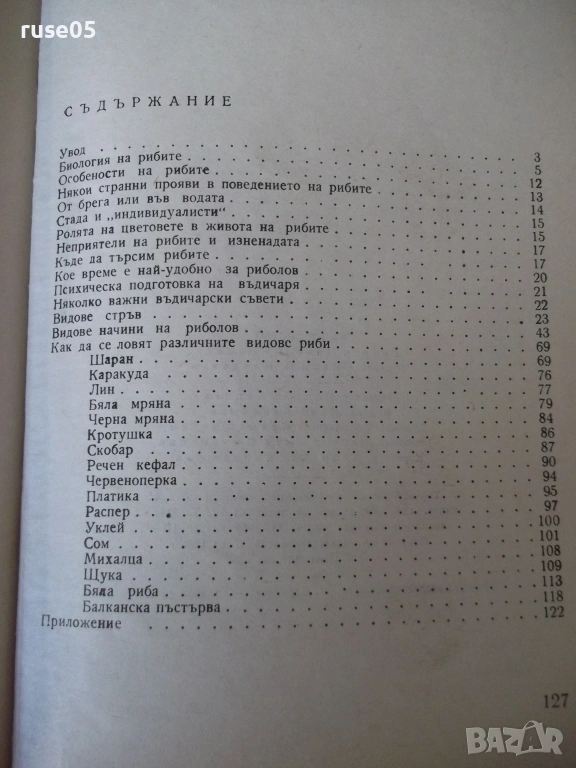 ruse05
СЪДЪРЖАНИЕ
Увод . . . 3
Биология на рибите . . . 5
Особености на рибите . . . 12
Някои странни прояви в поведението на рибите . . . 13
От брега или във водата . . . 14
Стада и „индивидуалисти“ . . . 15
Ролята на цветовете в живота на рибите . . . 15
Неприятели на рибите и изненадата . . . 17
Къде да търсим рибите . . . 17
Кое време е най-удобно за риболов . . . 20
Психическа подготовка на въдичаря . . . 21
Няколко важни въдичарски съвети . . . 22
Видове стръв . . . 23
Видове начини на риболов . . . 43
Как да се ловят различните видове риби . . . 69
Шаран . . . 69
Каракуда . . . 76
Лин . . . 77
Бяла мряна . . . 79
Черна мряна . . . 84
Кротушка . . . 86
Скобар . . . 87
Речен кефал . . . 90
Червеноперка . . . 94
Платика . . . 95
Распер . . . 97
Уклей . . . 100
Сом . . . 101
Михалца . . . 108
Щука . . . 109
Бяла риба . . . 113
Балканска пъстърва . . . 118
Приложение . . . 122
127
BAZAR